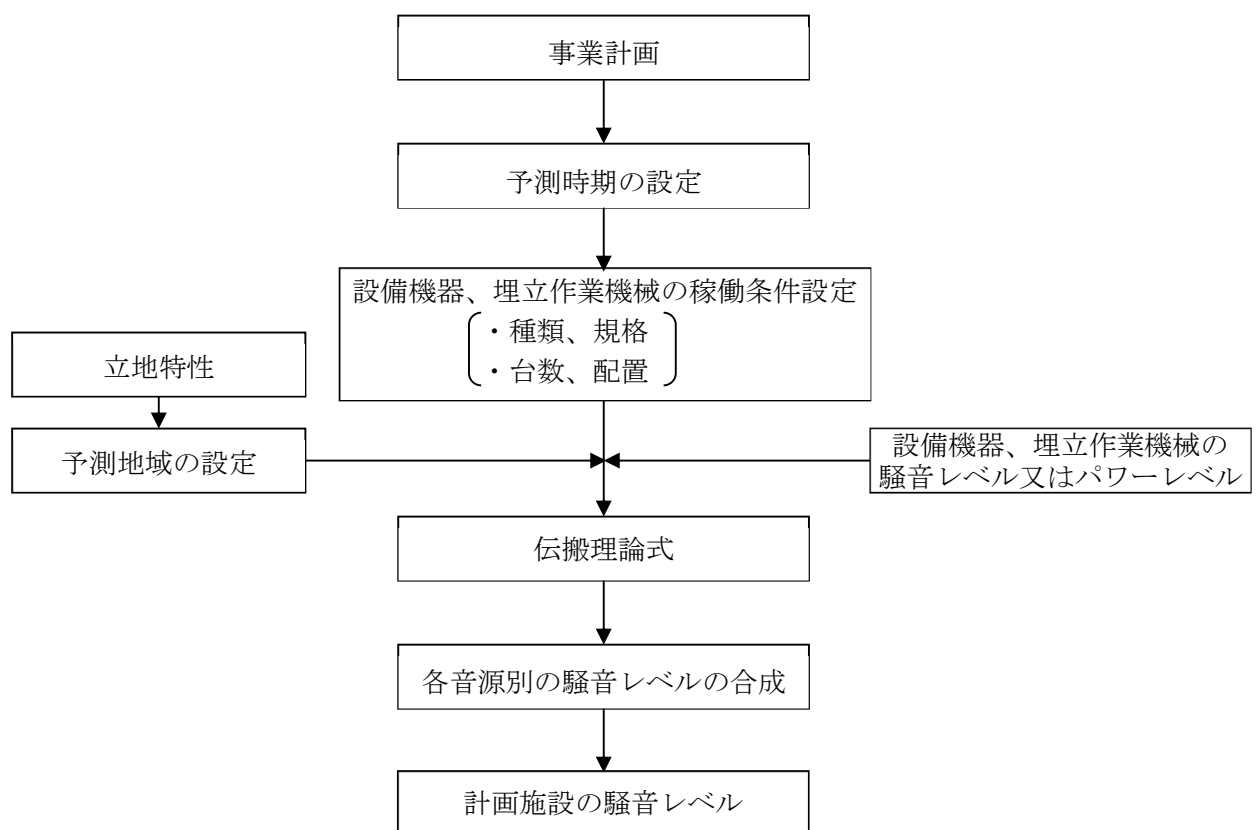 事業計画
予測時期の設定
設備機器、埋立作業機械の稼働条件設定
・種類、規格
・台数、配置
立地特性
予測地域の設定
設備機器、埋立作業機械の
騒音レベル又はパワーレベル
伝搬理論式
各音源別の騒音レベルの合成
計画施設の騒音レベル